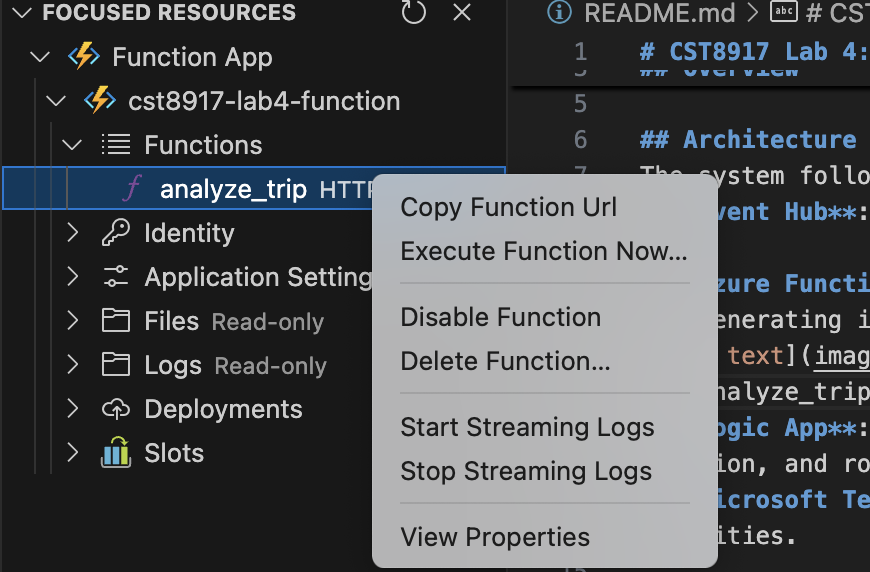 FOCUSED RESOURCES
Function App
cst8917-lab4-function
Functions
analyze_trip HTTP
Identity
Application Setting
Files Read-only
Logs Read-only
Deployments
Slots
Copy Function Url
Execute Function Now...
Disable Function
Delete Function...
Start Streaming Logs
Stop Streaming Logs
View Properties
README.md > abc # CST
1 # CST8917 Lab 4:
## Overview
5
6 ## Architecture
7 The system follo
vent Hub**:
zure Functi
enerating i
text](imag
nalyze_trip
ogic App**:
ion, and ro
icrosoft Te
ities.